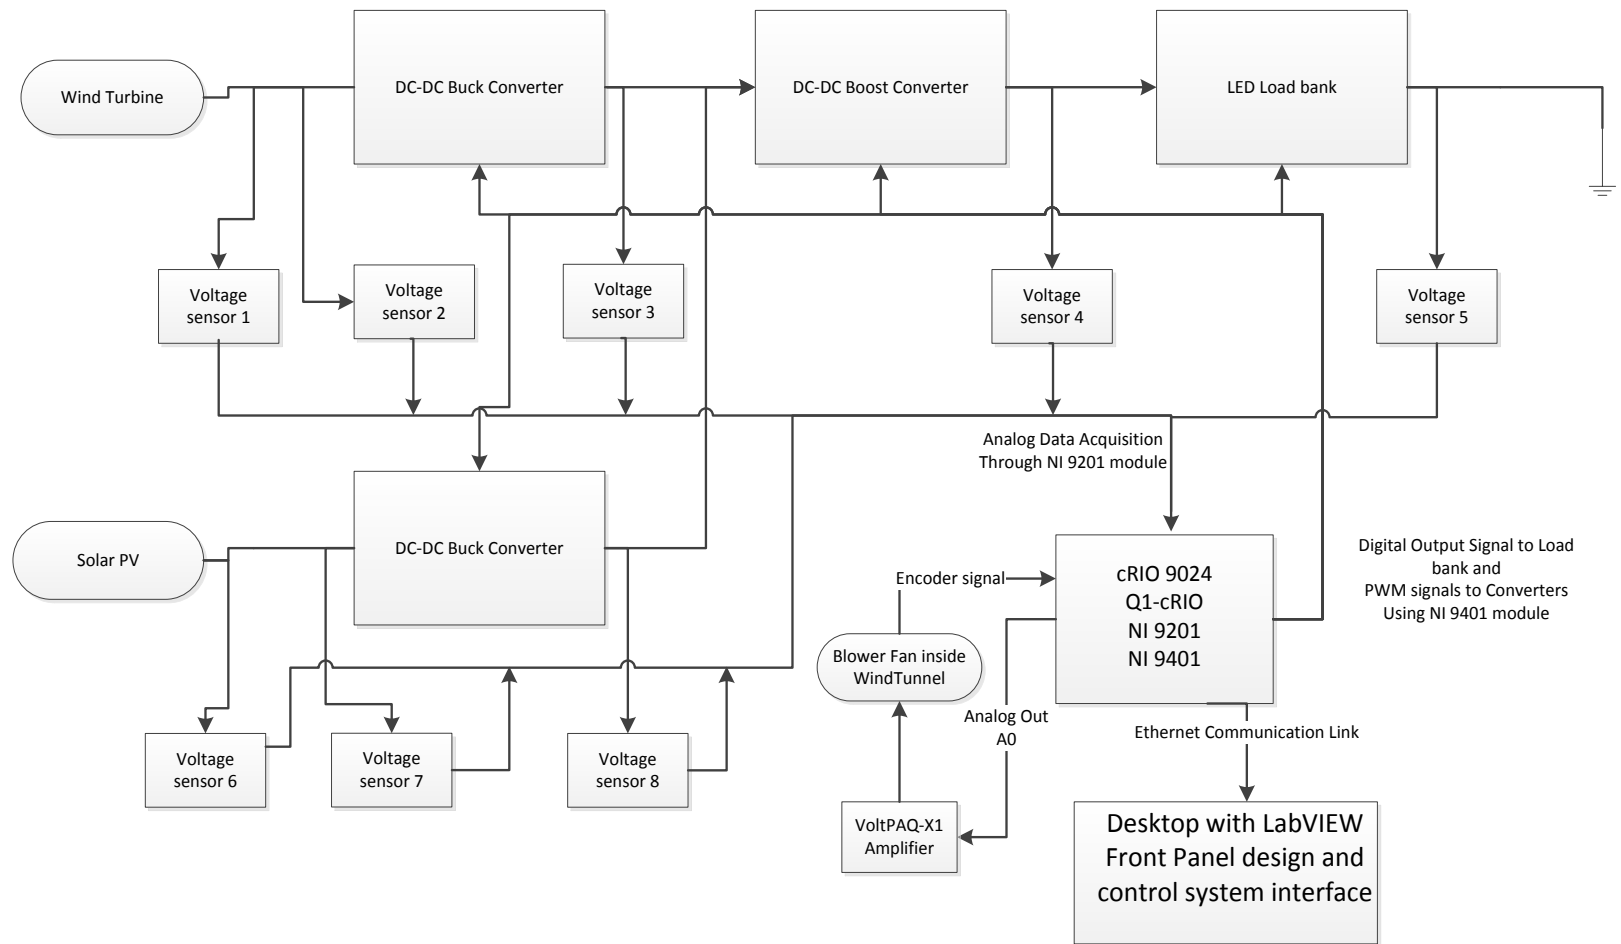 Wind Turbine
DC-DC Buck Converter
DC-DC Boost Converter
LED Load bank
Voltage
sensor 1
Voltage
sensor 2
Voltage
sensor 3
Voltage
sensor 4
Voltage
sensor 5
Analog Data Acquisition
Through NI 9201 module
Solar PV
DC-DC Buck Converter
Encoder signal
cRIO 9024
Q1-cRIO
NI 9201
NI 9401
Digital Output Signal to Load
bank and
PWM signals to Converters
Using NI 9401 module
Blower Fan inside
WindTunnel
Analog Out
A0
Ethernet Communication Link
Voltage
sensor 6
Voltage
sensor 7
Voltage
sensor 8
VoltPAQ-X1
Amplifier
Desktop with LabVIEW
Front Panel design and
control system interface